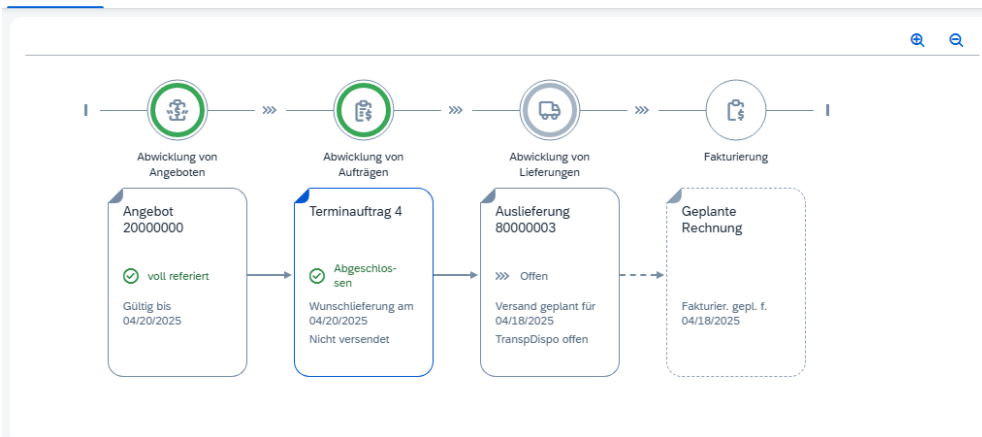 Abwicklung von
Angeboten
Abwicklung von
Aufträgen
Abwicklung von
Lieferungen
Fakturierung
Angebot
20000000
voll referiert
Gültig bis
04/20/2025
Terminauftrag 4
Abgeschlos-
sen
Wunschlieferung am
04/20/2025
Nicht versendet
Auslieferung
80000003
Offen
Versand geplant für
04/18/2025
TranspDispo offen
Geplante
Rechnung
Fakturier. gepl. f.
04/18/2025